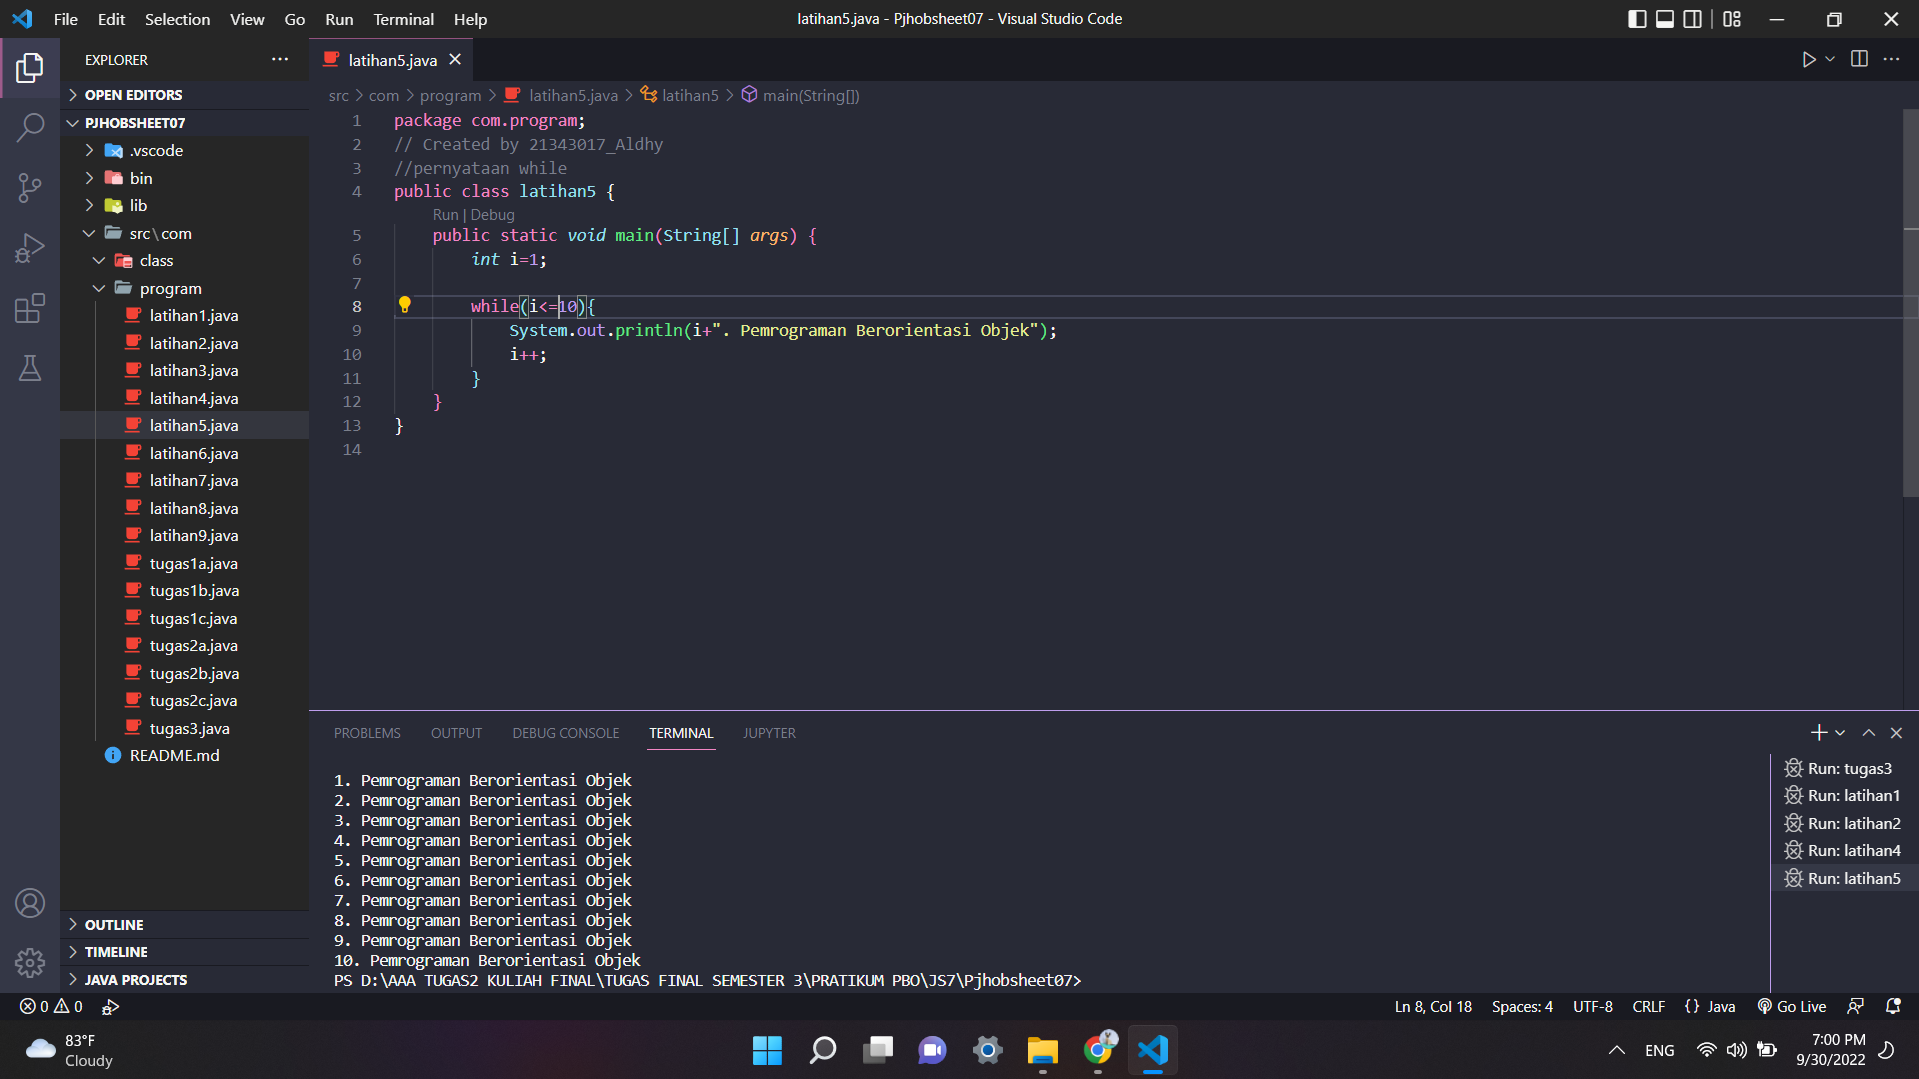 File Edit Selection View Go Run Terminal Help
latihan5.java - Pjhobsheet07 - Visual Studio Code
EXPLORER
OPEN EDITORS
PJHOBSHEET07
.vscode
bin
lib
src\com
class
program
latihan1.java
latihan2.java
latihan3.java
latihan4.java
latihan5.java
latihan6.java
latihan7.java
latihan8.java
latihan9.java
tugas1a.java
tugas1b.java
tugas1c.java
tugas2a.java
tugas2b.java
tugas2c.java
tugas3.java
README.md
OUTLINE
TIMELINE
JAVA PROJECTS
latihan5.java
src > com > program > latihan5.java > latihan5 > main(String[])
1 package com.program;
2 // Created by 21343017_Aldhy
3 //pernyataan while
4 public class latihan5 {
Run | Debug
5 public static void main(String[] args) {
6 int i=1;
7
8 while(i<=10){
9 System.out.println(i+". Pemrograman Berorientasi Objek");
10 i++;
11 }
12 }
13 }
14
PROBLEMS OUTPUT DEBUG CONSOLE TERMINAL JUPYTER
1. Pemrograman Berorientasi Objek
2. Pemrograman Berorientasi Objek
3. Pemrograman Berorientasi Objek
4. Pemrograman Berorientasi Objek
5. Pemrograman Berorientasi Objek
6. Pemrograman Berorientasi Objek
7. Pemrograman Berorientasi Objek
8. Pemrograman Berorientasi Objek
9. Pemrograman Berorientasi Objek
10. Pemrograman Berorientasi Objek
PS D:\AAA TUGAS2 KULIAH FINAL\TUGAS FINAL SEMESTER 3\PRATIKUM PBO\JS7\Pjhobsheet07>
Run: tugas3
Run: latihan1
Run: latihan2
Run: latihan4
Run: latihan5
0 0
Ln 8, Col 18 Spaces: 4 UTF-8 CRLF {} Java Go Live
83°F
Cloudy
ENG
7:00 PM
9/30/2022